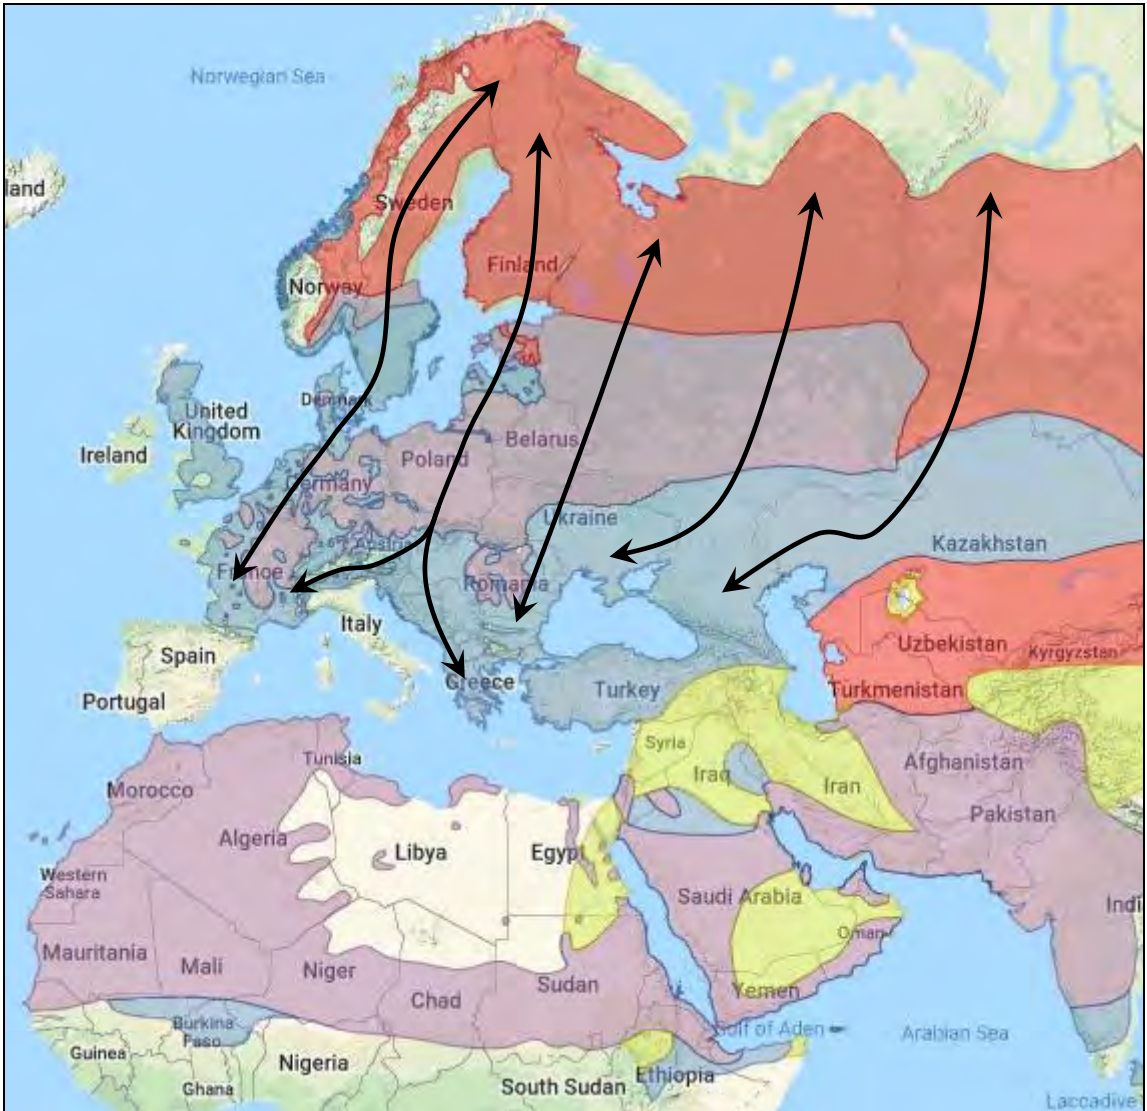 Norwegian Sea
land
Sweden
Finland
Norway
Denmark
United
Kingdom
Ireland
Belarus
Poland
Germany
Ukraine
Austria
Kazakhstan
France
Romania
Italy
Uzbekistan
Kyrgyzstan
Spain
Greece
Turkey
Turkmenistan
Portugal
Syria
Tunisia
Iraq
Afghanistan
Iran
Morocco
Pakistan
Algeria
Libya
Egypt
Western
Sahara
Saudi Arabia
Indi
Oman
Mauritania
Mali
Niger
Sudan
Chad
Yemen
Burkina
Faso
Gulf of Aden
Arabian Sea
Guinea
Nigeria
Ethiopia
Ghana
South Sudan
Laccadive